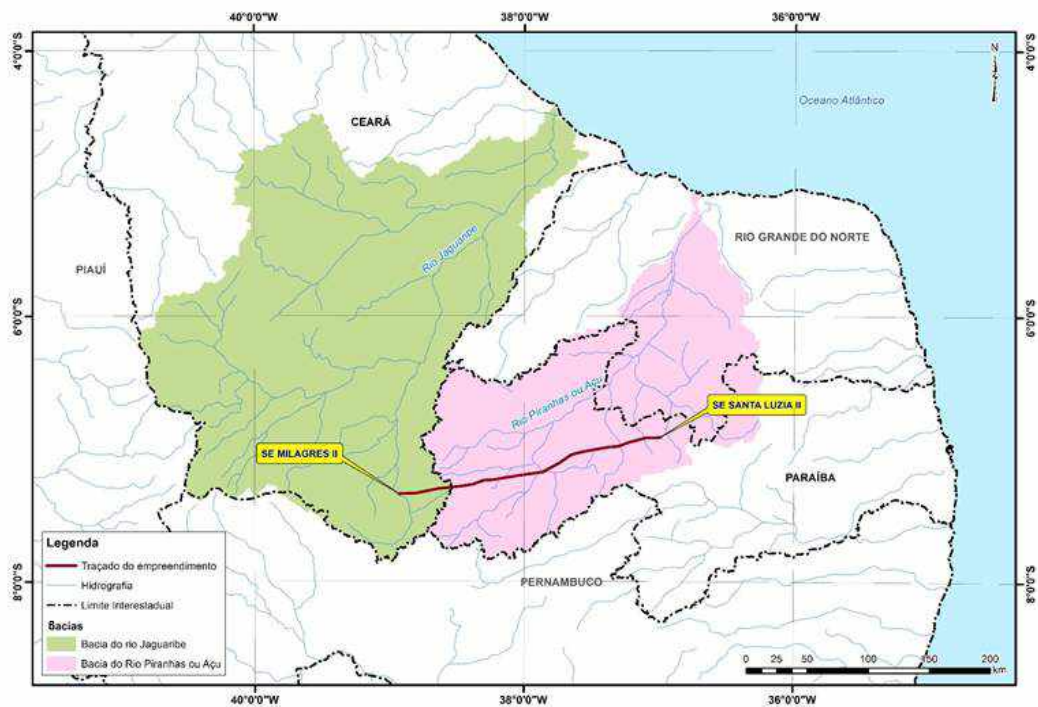 40°0'0"W
38°0'0"W
36°0'0"W
4°0'0"S
4°0'0"S
N
Oceano Atlântico
CEARÁ
RIO GRANDE DO NORTE
Rio Jaguaribe
PIAUÍ
6°0'0"S
6°0'0"S
Rio Piranhas ou Açu
SE SANTA LUZIA II
SE MILAGRES II
PARAÍBA
Legenda
Traçado do empreendimento
Hidrografia
Limite Interestadual
Bacias
Bacia do rio Jaguaribe
Bacia do Rio Piranhas ou Açu
PERNAMBUCO
8°0'0"S
8°0'0"S
0 25 50 100 150 200
km
40°0'0"W
38°0'0"W
36°0'0"W